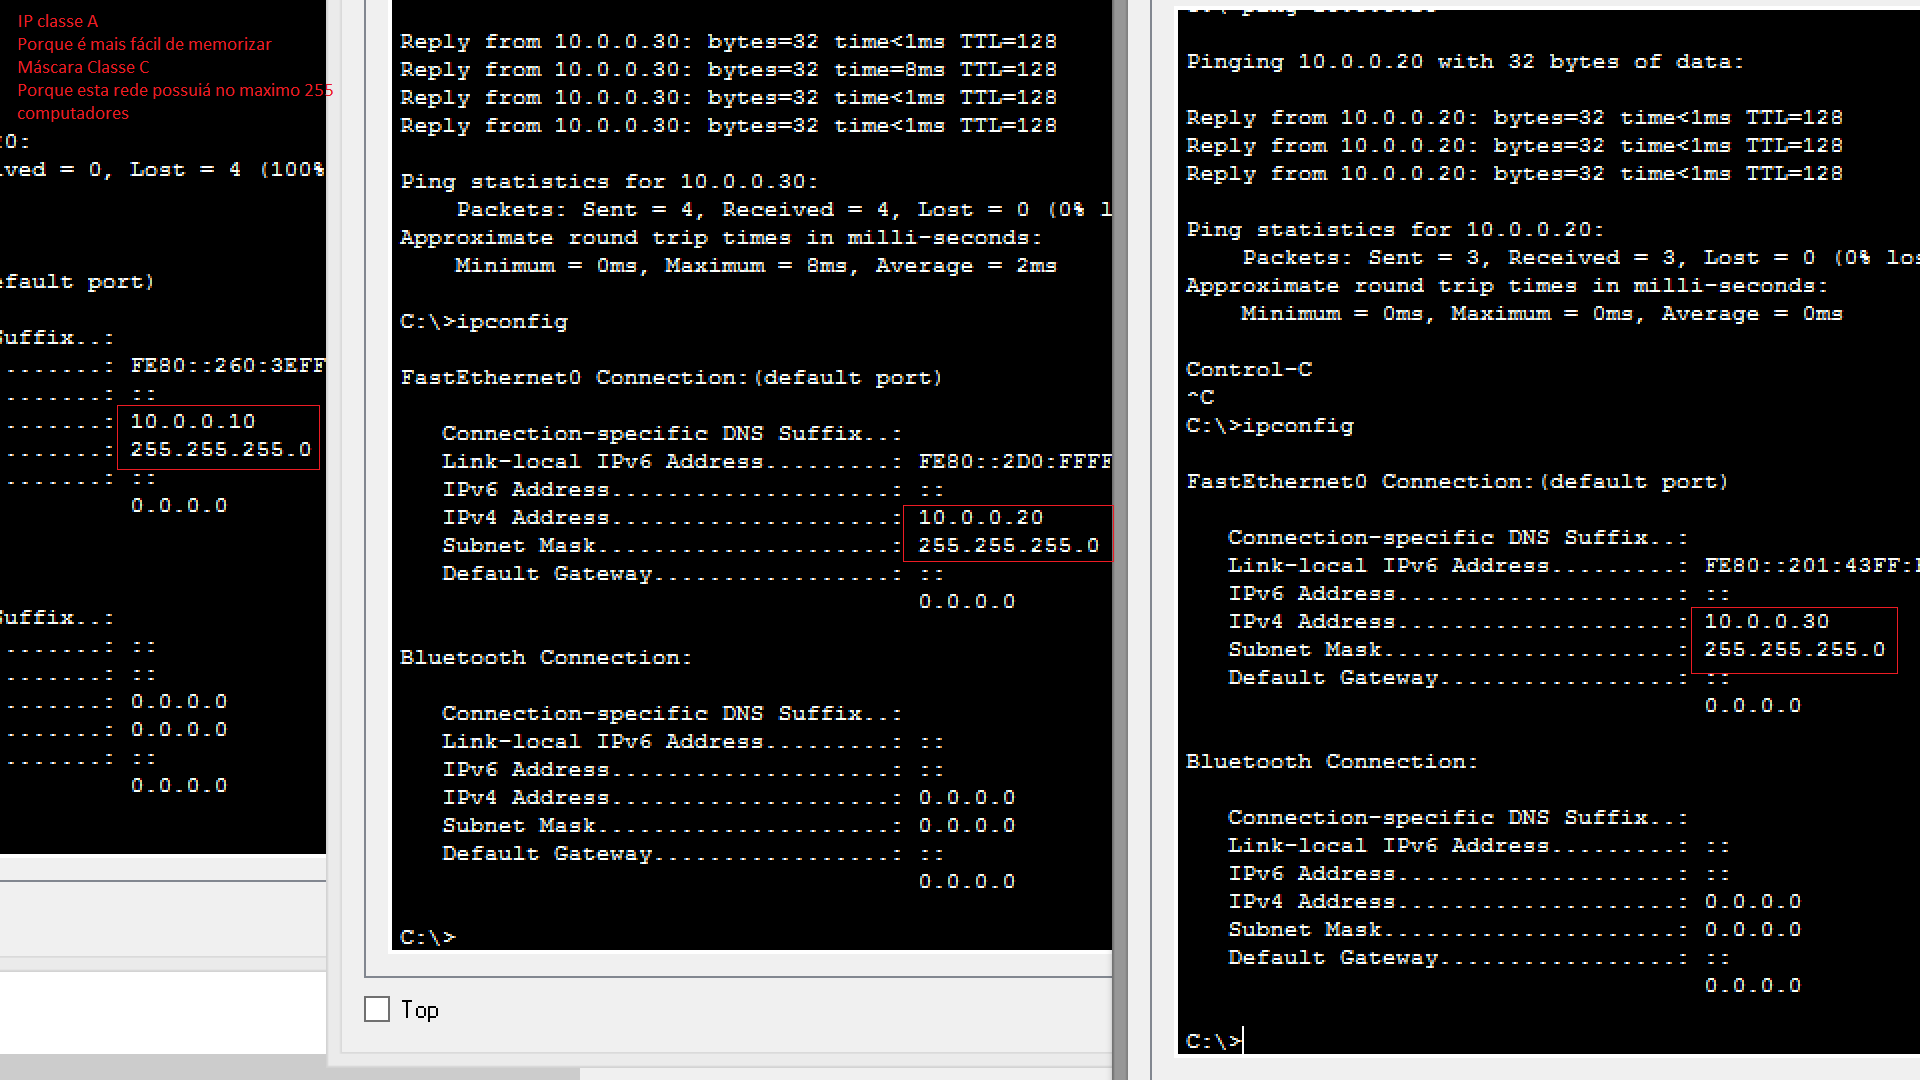 IP classe A
Porque é mais fácil de memorizar
Máscara Classe C
Porque esta rede possuiá no maximo 255
computadores
:0:
ved = 0, Lost = 4 (100%
efault port)
Suffix..:
.......: FE80::260:3EFF
.......: ::
.......: 10.0.0.10
.......: 255.255.255.0
.......: ::
0.0.0.0
Suffix..:
.......: ::
.......: ::
.......: 0.0.0.0
.......: 0.0.0.0
.......: ::
0.0.0.0
Reply from 10.0.0.30: bytes=32 time<1ms TTL=128
Reply from 10.0.0.30: bytes=32 time=8ms TTL=128
Reply from 10.0.0.30: bytes=32 time<1ms TTL=128
Reply from 10.0.0.30: bytes=32 time<1ms TTL=128
Ping statistics for 10.0.0.30:
Packets: Sent = 4, Received = 4, Lost = 0 (0% l
Approximate round trip times in milli-seconds:
Minimum = 0ms, Maximum = 8ms, Average = 2ms
C:\>ipconfig
FastEthernet0 Connection:(default port)
Connection-specific DNS Suffix..:
Link-local IPv6 Address.........: FE80::2D0:FFFF
IPv6 Address....................: ::
IPv4 Address....................: 10.0.0.20
Subnet Mask.....................: 255.255.255.0
Default Gateway.................: ::
0.0.0.0
Bluetooth Connection:
Connection-specific DNS Suffix..:
Link-local IPv6 Address.........: ::
IPv6 Address....................: ::
IPv4 Address....................: 0.0.0.0
Subnet Mask.....................: 0.0.0.0
Default Gateway.................: ::
0.0.0.0
C:\>
Top
Pinging 10.0.0.20 with 32 bytes of data:
Reply from 10.0.0.20: bytes=32 time<1ms TTL=128
Reply from 10.0.0.20: bytes=32 time<1ms TTL=128
Reply from 10.0.0.20: bytes=32 time<1ms TTL=128
Ping statistics for 10.0.0.20:
Packets: Sent = 3, Received = 3, Lost = 0 (0% los
Approximate round trip times in milli-seconds:
Minimum = 0ms, Maximum = 0ms, Average = 0ms
Control-C
^C
C:\>ipconfig
FastEthernet0 Connection:(default port)
Connection-specific DNS Suffix..:
Link-local IPv6 Address.........: FE80::201:43FF:
IPv6 Address....................: ::
IPv4 Address....................: 10.0.0.30
Subnet Mask.....................: 255.255.255.0
Default Gateway.................: ::
0.0.0.0
Bluetooth Connection:
Connection-specific DNS Suffix..:
Link-local IPv6 Address.........: ::
IPv6 Address....................: ::
IPv4 Address....................: 0.0.0.0
Subnet Mask.....................: 0.0.0.0
Default Gateway.................: ::
0.0.0.0
C:\>